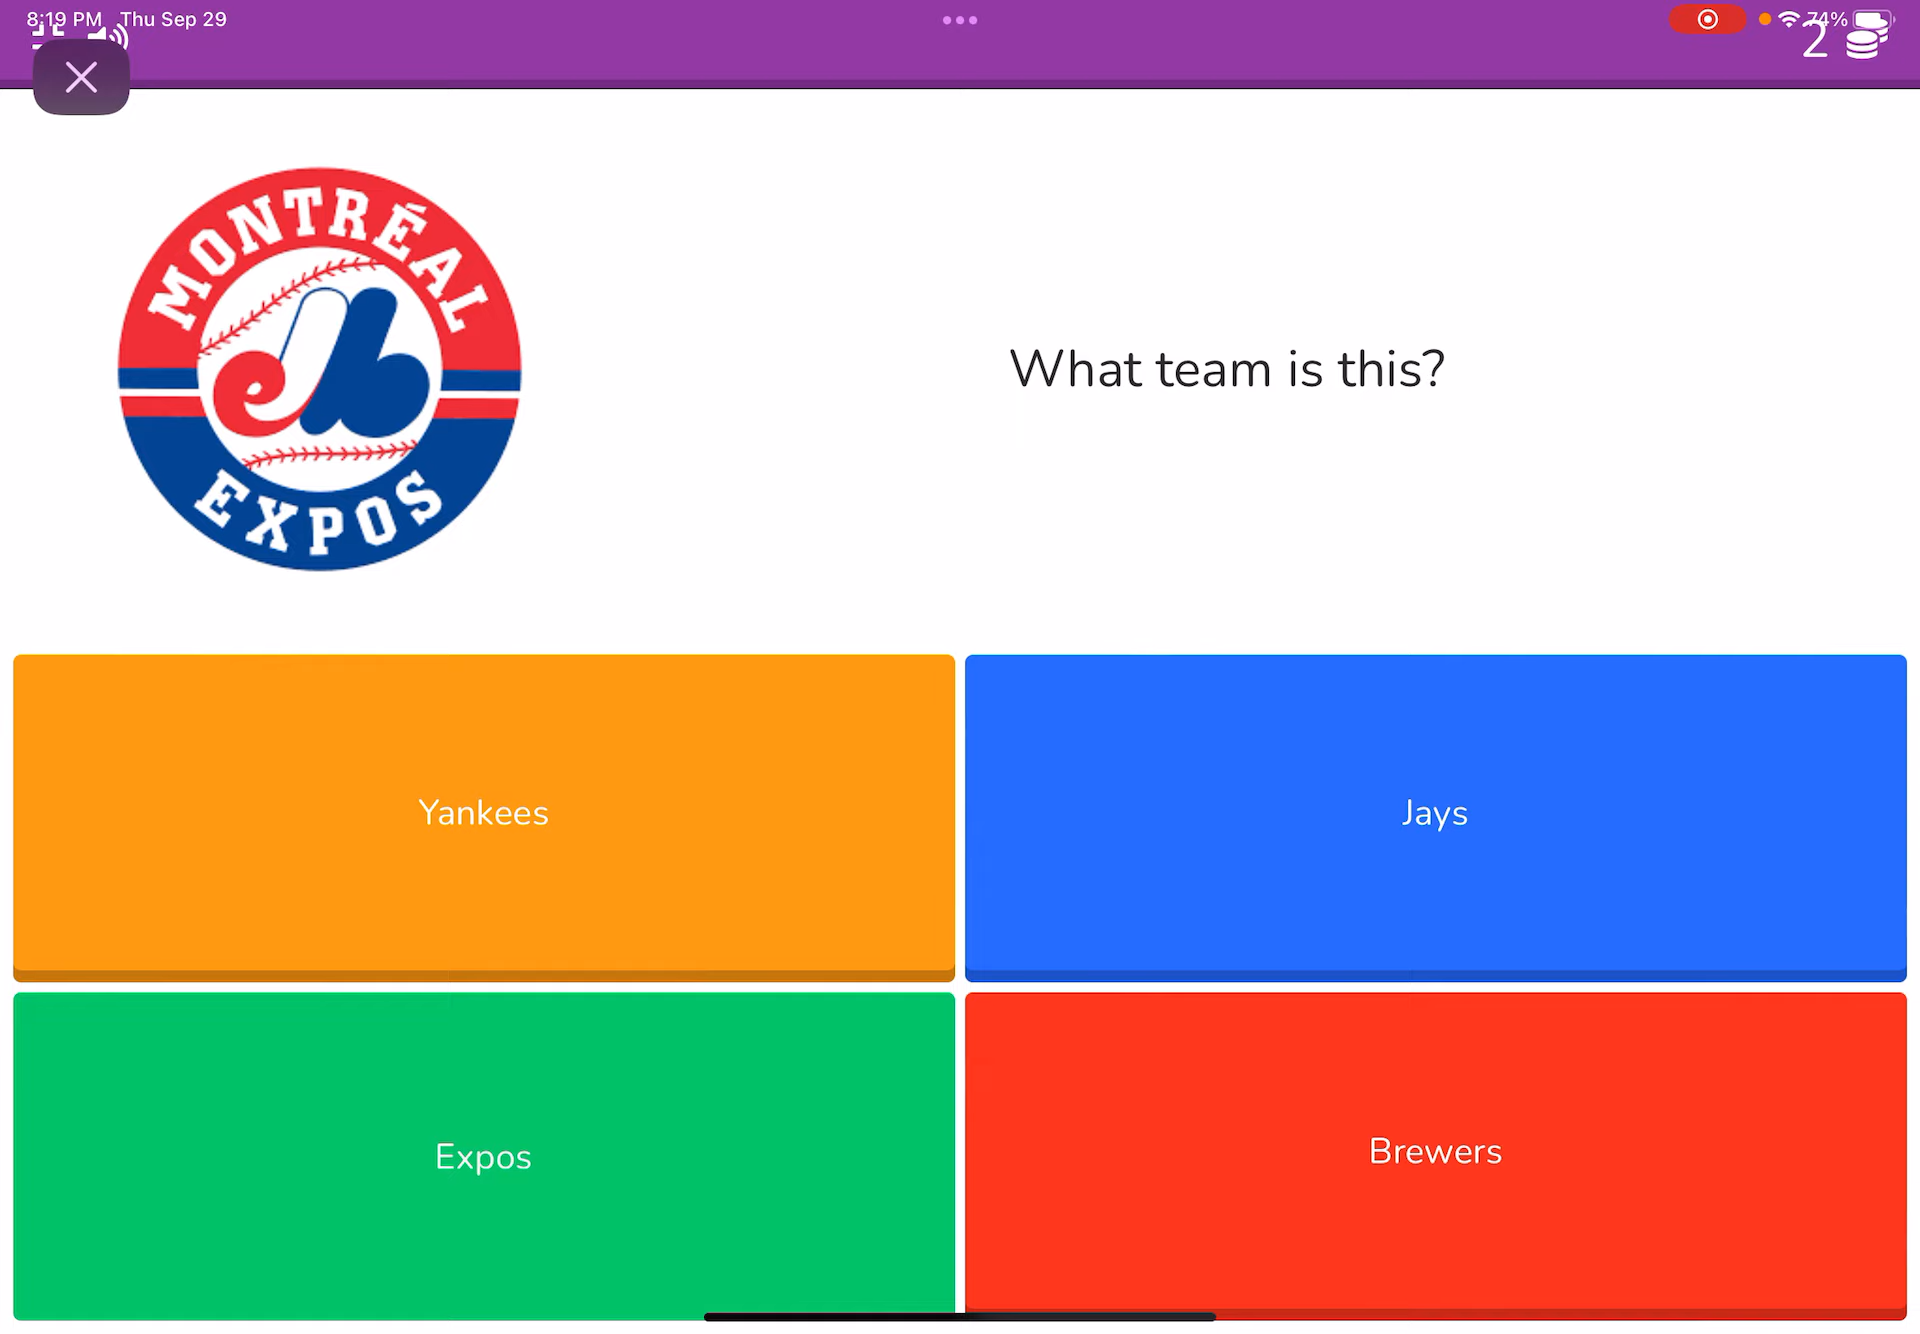 8:19 PM Thu Sep 29
74%
2
MONTRÉAL
EXPOS
What team is this?
Yankees
Jays
Expos
Brewers